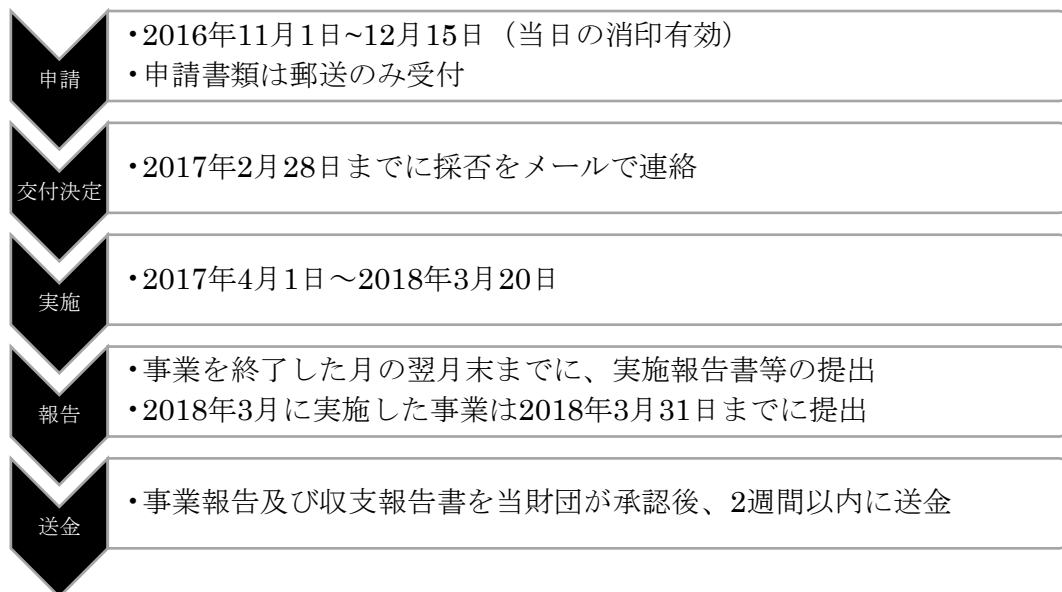 申請
・2016年11月1日~12月15日（当日の消印有効）
・申請書類は郵送のみ受付
交付決定
・2017年2月28日までに採否をメールで連絡
実施
・2017年4月1日～2018年3月20日
報告
・事業を終了した月の翌月末までに、実施報告書等の提出
・2018年3月に実施した事業は2018年3月31日までに提出
送金
・事業報告及び収支報告書を当財団が承認後、2週間以内に送金